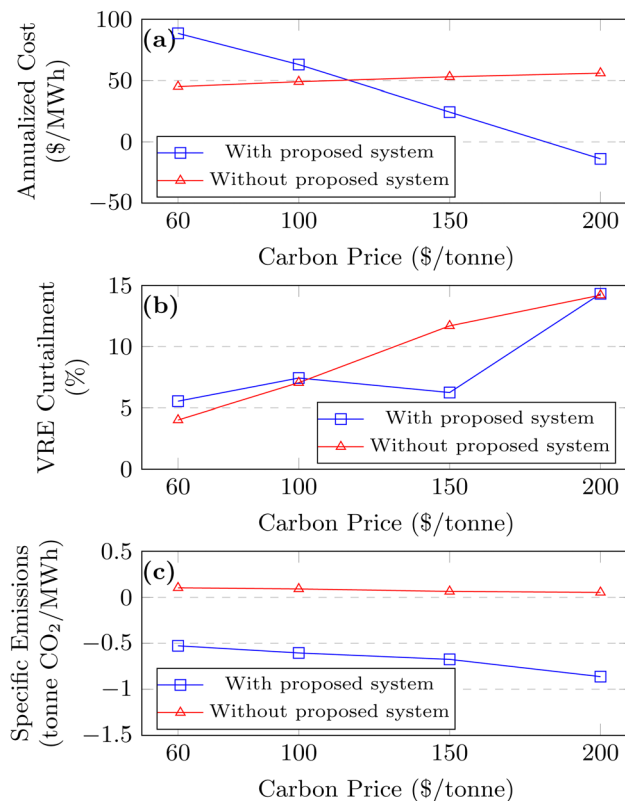 (a)
Annualized Cost
($/MWh)
100
50
0
−50
With proposed system
Without proposed system
60 100 150 200
Carbon Price ($/tonne)
(b)
VRE Curtailment
(%)
15
10
5
0
With proposed system
Without proposed system
60 100 150 200
Carbon Price ($/tonne)
(c)
Specific Emissions
(tonne CO₂/MWh)
0.5
0
−0.5
−1
−1.5
With proposed system
Without proposed system
60 100 150 200
Carbon Price ($/tonne)